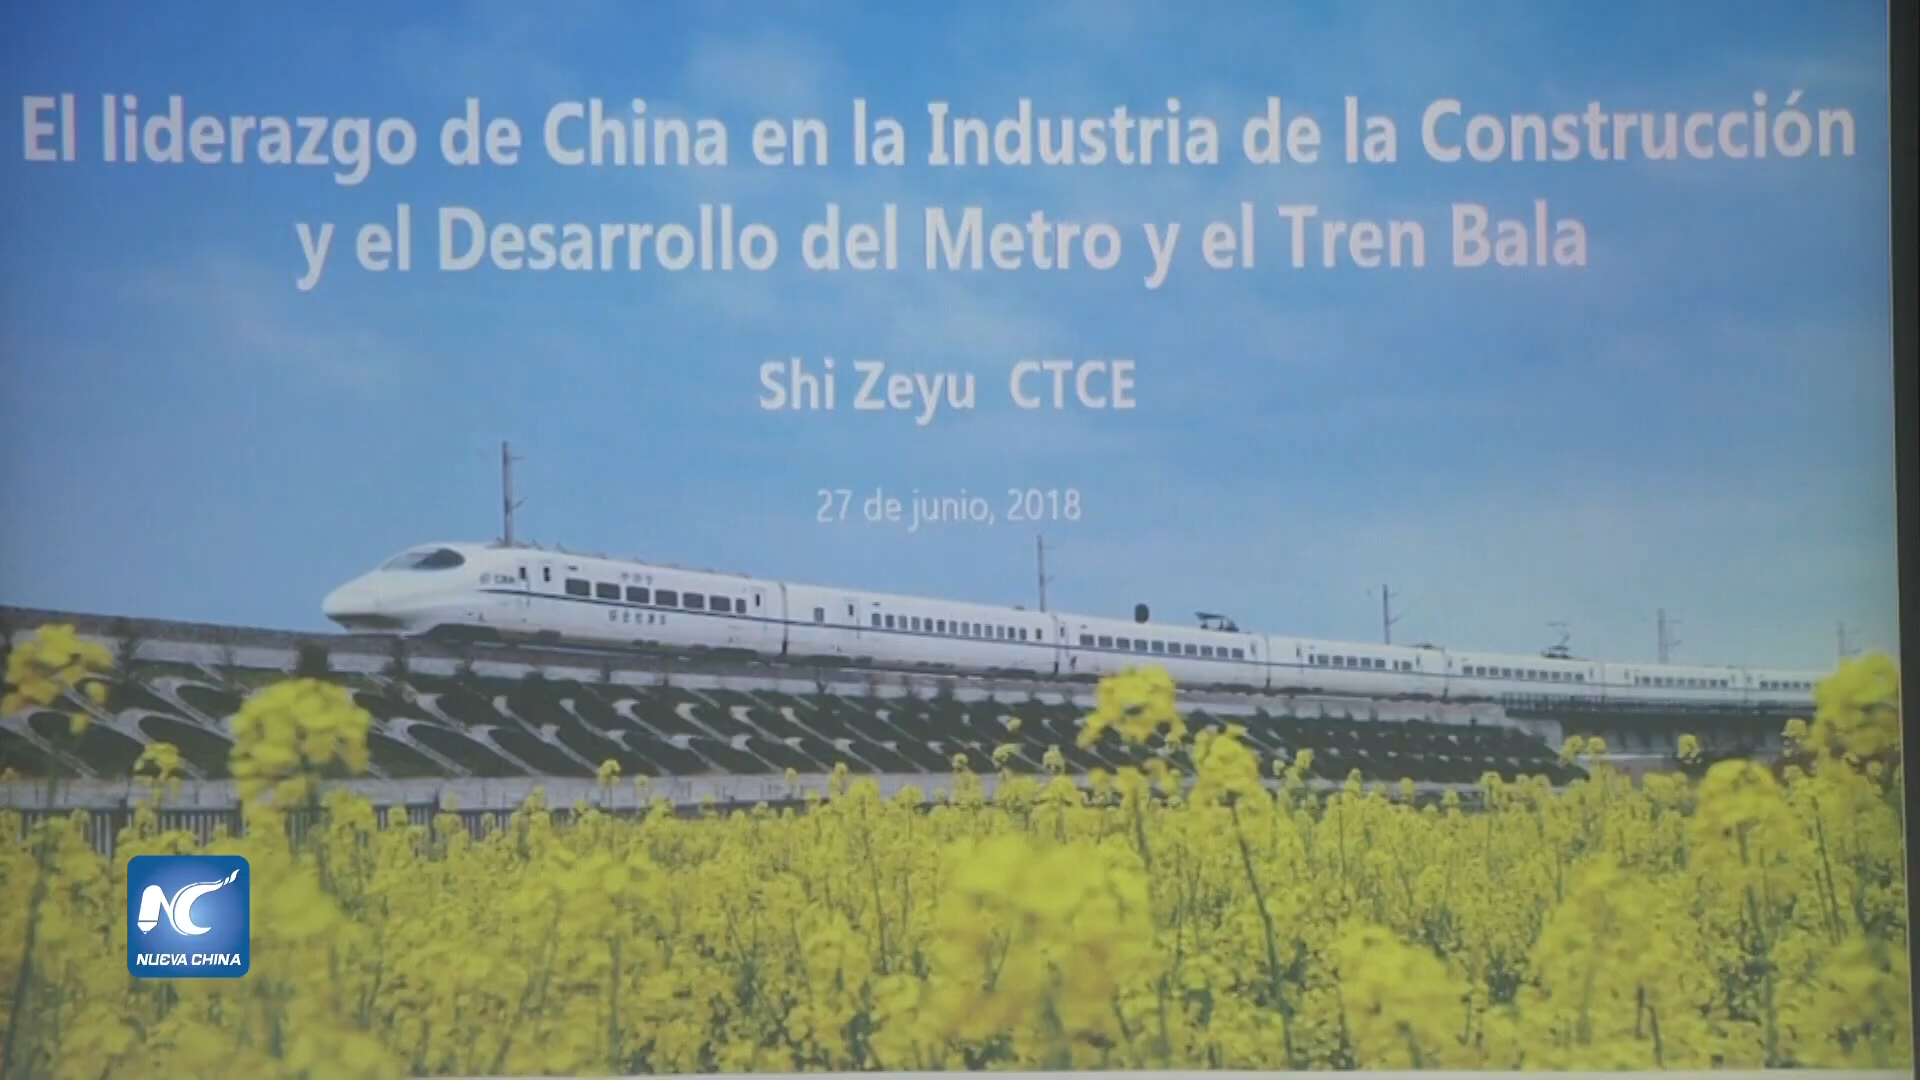 El liderazgo de China en la Industria de la Construcción
y el Desarrollo del Metro y el Tren Bala
Shi Zeyu CTCE
27 de junio, 2018
NUEVA CHINA